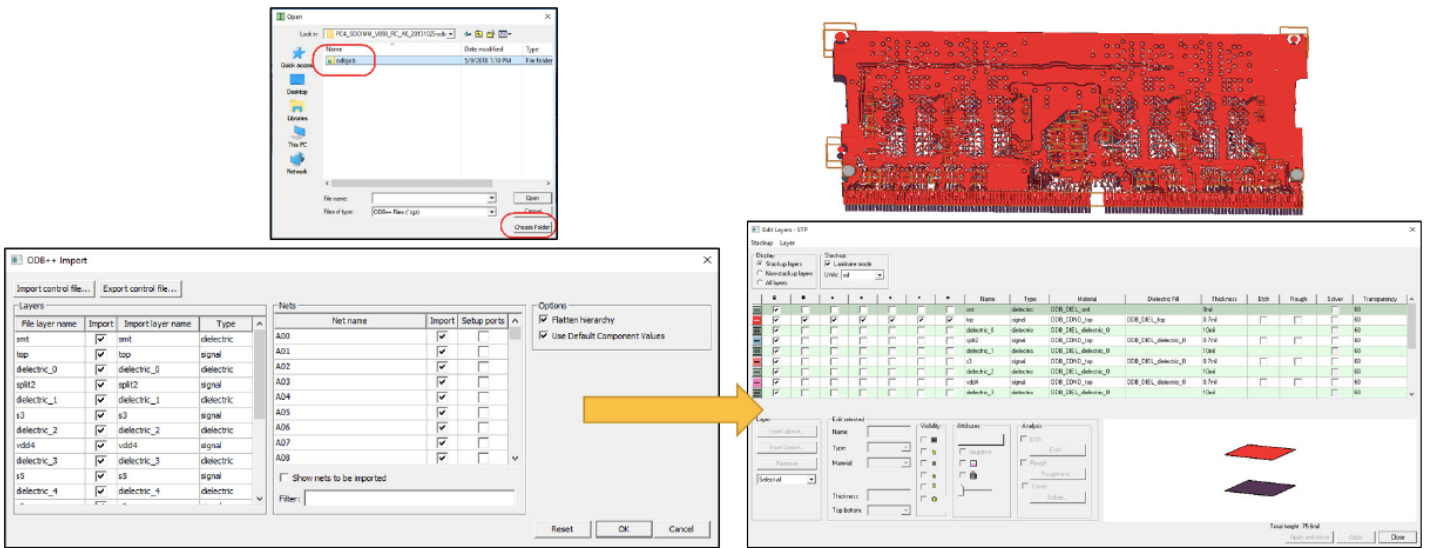 Open
Look in:
PCA_SODIMM_V090_RC_A0_20131025-odb
Name
Date modified
Type
odbjob
5/9/2018 1:10 PM
File folder
Quick access
Desktop
Libraries
This PC
Network
File name:
Open
Files of type:
ODB++ Files (*.tgz)
Cancel
Choose Folder
ODB++ Import
Import control file...
Export control file...
Layers
File layer name Import Import layer name Type
smt smt dielectric
top top signal
dielectric_0 dielectric_0 dielectric
split2 split2 signal
dielectric_1 dielectric_1 dielectric
s3 s3 signal
dielectric_2 dielectric_2 dielectric
vdd4 vdd4 signal
dielectric_3 dielectric_3 dielectric
s5 s5 signal
dielectric_4 dielectric_4 dielectric
Nets
Net name Import Setup ports
A00
A01
A02
A03
A04
A05
A06
A07
A08
Show nets to be imported
Filter:
Options
Flatten hierarchy
Use Default Component Values
Reset OK Cancel
Edit Layers - STP
Stackup Layer
Display
Stackup layers
Non-stackup layers
All layers
Stackup
Laminate mode
Units: mil
Name Type Material Dielectric Fill Thickness Etch Rough Solver Transparency
smt dielectric ODB_DIEL_smt 0mil 60
top signal ODB_COND_top ODB_DIEL_top 0.7mil 60
dielectric_0 dielectric ODB_DIEL_dielectric_0 10mil 60
split2 signal ODB_COND_top ODB_DIEL_dielectric_0 0.7mil 60
dielectric_1 dielectric ODB_DIEL_dielectric_0 10mil 60
s3 signal ODB_COND_top ODB_DIEL_dielectric_0 0.7mil 60
dielectric_2 dielectric ODB_DIEL_dielectric_0 10mil 60
vdd4 signal ODB_COND_top ODB_DIEL_dielectric_0 0.7mil 60
dielectric_3 dielectric ODB_DIEL_dielectric_0 10mil 60
Layer
Insert above...
Insert below...
Remove
Select all
Edit selected
Name:
Type:
Material:
Thickness:
Top bottom:
Visibility
Attributes
Negative
Analysis
Etch
Etch...
Rough
Roughness...
Solver
Solver...
Total height: 75.6mil
Apply and close Apply Close